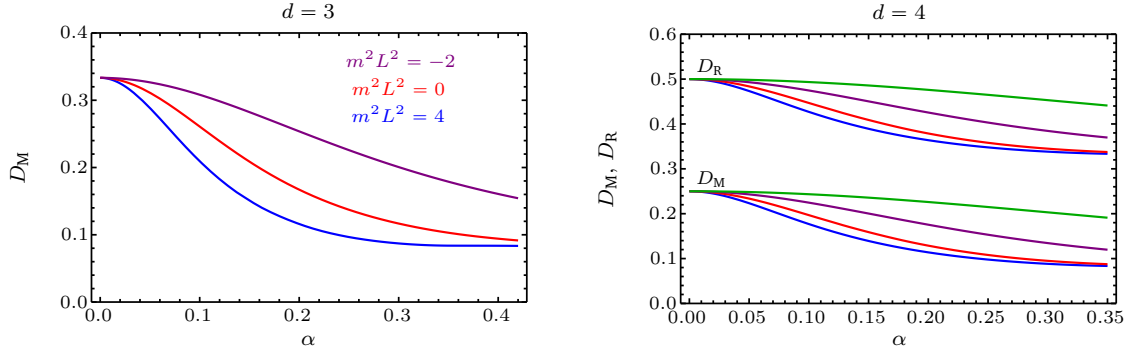 d = 3
0.4
0.3
0.2
0.1
0.0
D_M
m²L² = −2
m²L² = 0
m²L² = 4
0.0 0.1 0.2 0.3 0.4
α
d = 4
0.6
0.5
0.4
0.3
0.2
0.1
0.0
D_M, D_R
D_R
D_M
0.00 0.05 0.10 0.15 0.20 0.25 0.30 0.35
α